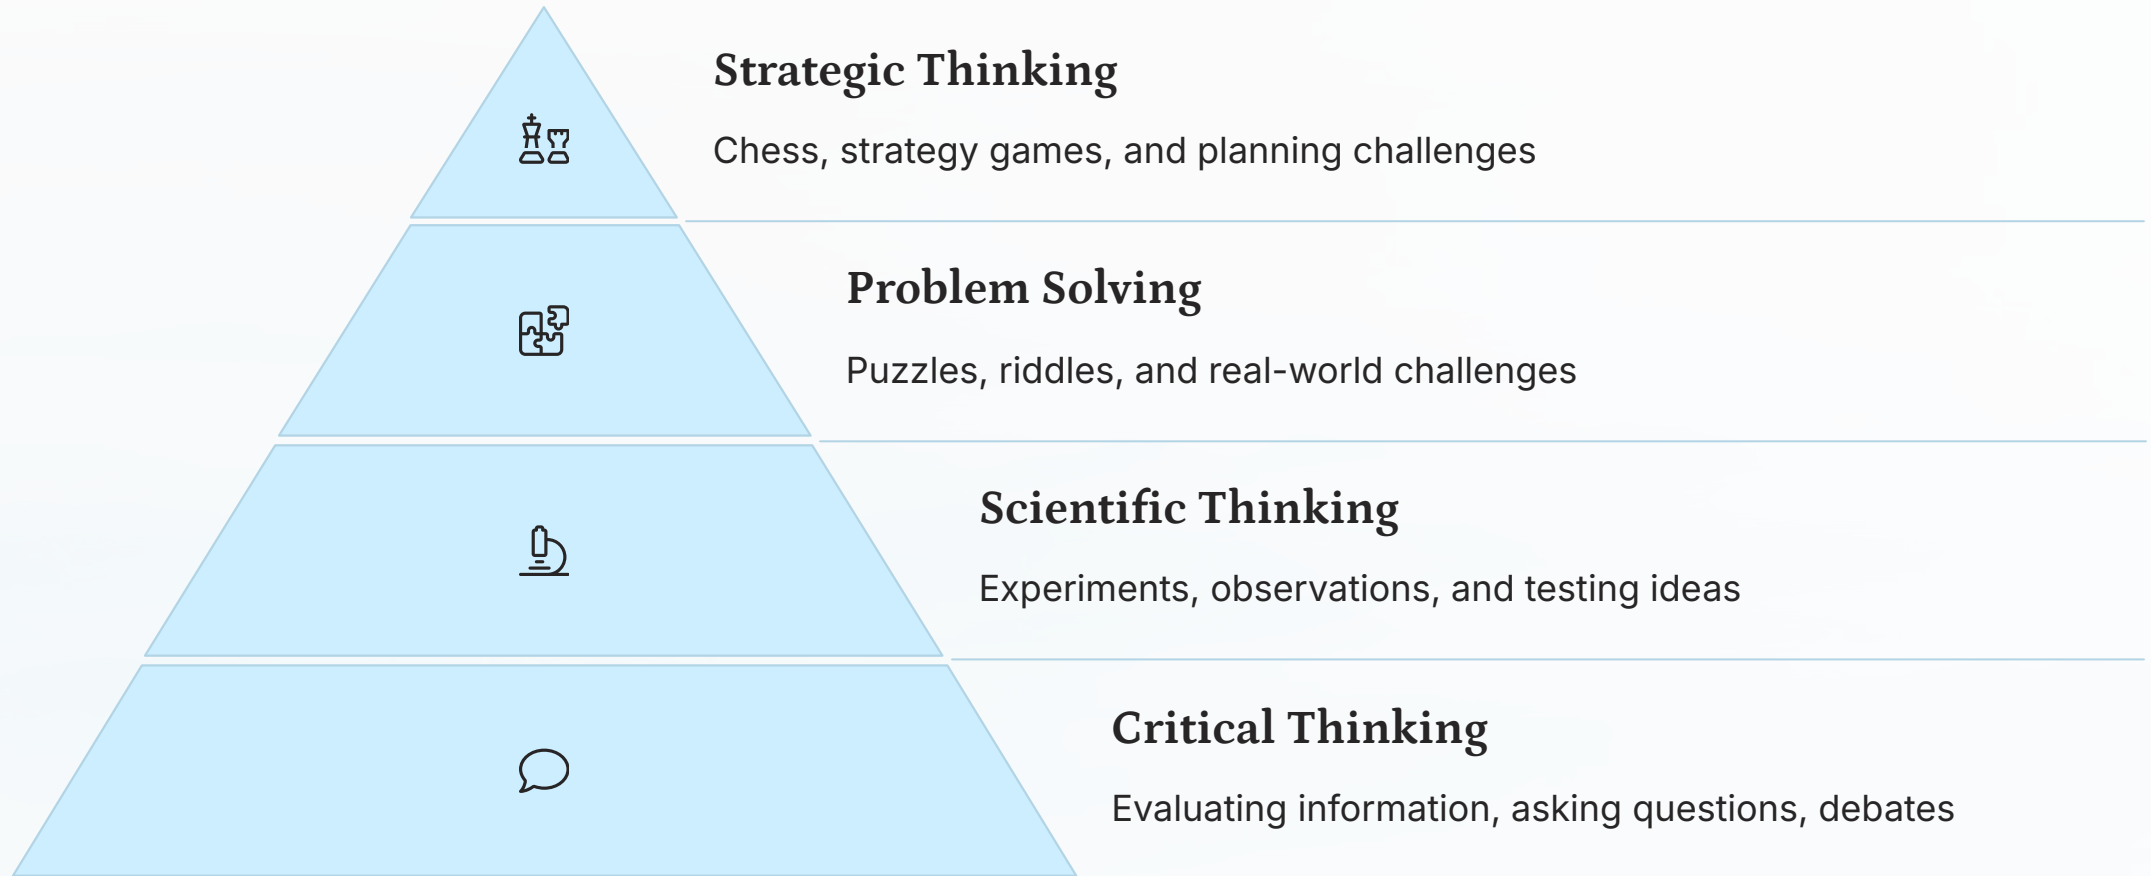 Strategic Thinking
Chess, strategy games, and planning challenges
Problem Solving
Puzzles, riddles, and real-world challenges
Scientific Thinking
Experiments, observations, and testing ideas
Critical Thinking
Evaluating information, asking questions, debates